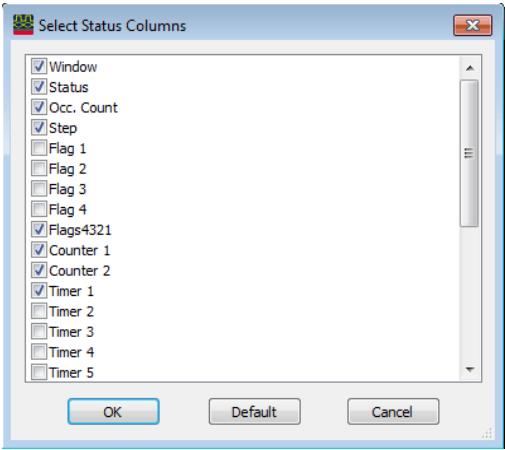 Select Status Columns
Window
Status
Occ. Count
Step
Flag 1
Flag 2
Flag 3
Flag 4
Flags4321
Counter 1
Counter 2
Timer 1
Timer 2
Timer 3
Timer 4
Timer 5
OK Default Cancel